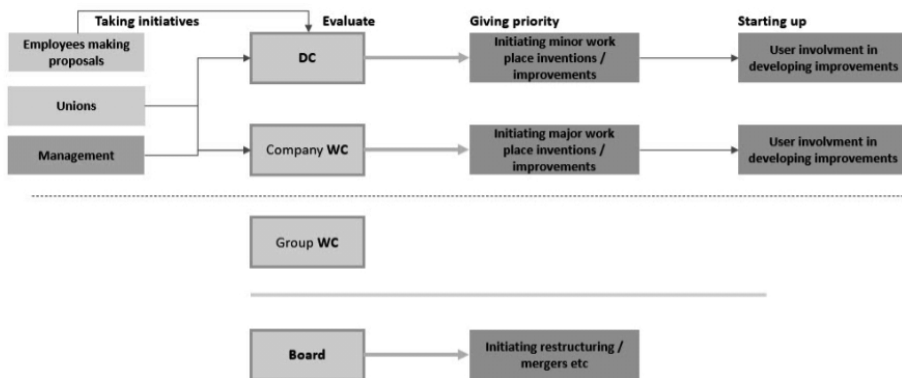 Taking initiatives
Evaluate
Giving priority
Starting up
Employees making
proposals
DC
Initiating minor work
place inventions /
improvements
User involvment in
developing improvements
Unions
Management
Company WC
Initiating major work
place inventions /
improvements
User involvment in
developing improvements
Group WC
Board
Initiating restructuring /
mergers etc